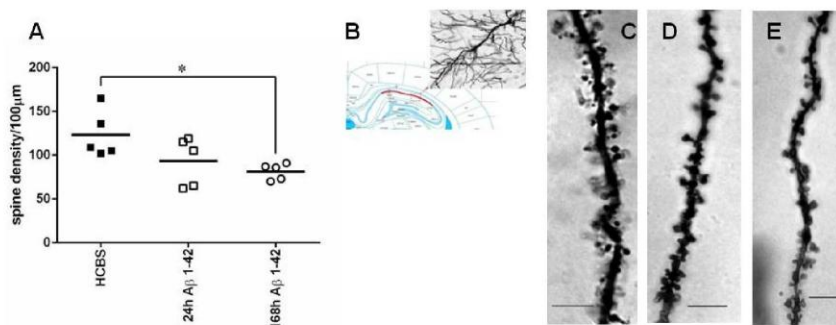 A
B
C
D
E
*
200
150
100
50
0
spine density/100μm
HCBS
24h Aβ 1-42
168h Aβ 1-42